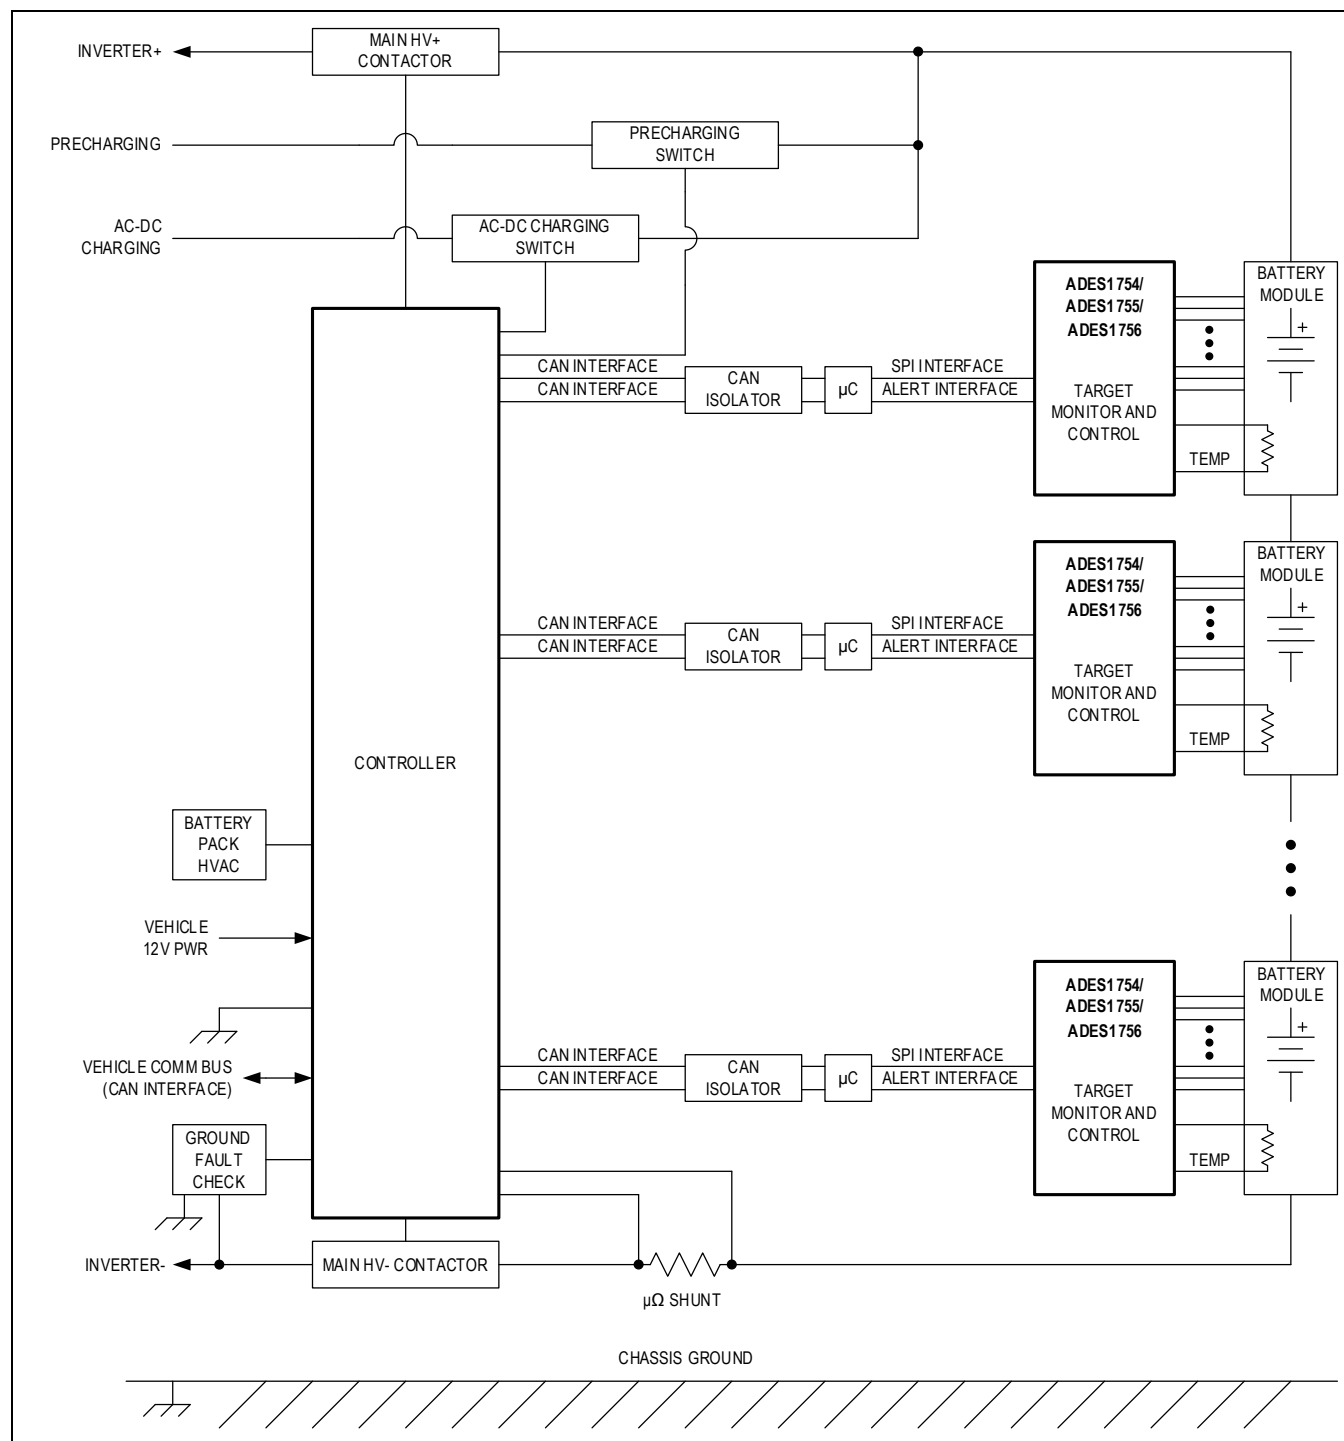 INVERTER+
MAIN HV+
CONTACTOR
PRECHARGING
PRECHARGING
SWITCH
AC-DC
CHARGING
AC-DC CHARGING
SWITCH
CONTROLLER
CAN INTERFACE
CAN INTERFACE
CAN
ISOLATOR
µC
SPI INTERFACE
ALERT INTERFACE
ADES1754/
ADES1755/
ADES1756
TARGET
MONITOR AND
CONTROL
TEMP
BATTERY
MODULE
+
CAN INTERFACE
CAN INTERFACE
CAN
ISOLATOR
µC
SPI INTERFACE
ALERT INTERFACE
ADES1754/
ADES1755/
ADES1756
TARGET
MONITOR AND
CONTROL
TEMP
BATTERY
MODULE
+
BATTERY
PACK
HVAC
VEHICLE
12V PWR
VEHICLE COMM BUS
(CAN INTERFACE)
CAN INTERFACE
CAN INTERFACE
CAN
ISOLATOR
µC
SPI INTERFACE
ALERT INTERFACE
ADES1754/
ADES1755/
ADES1756
TARGET
MONITOR AND
CONTROL
TEMP
BATTERY
MODULE
+
GROUND
FAULT
CHECK
INVERTER-
MAIN HV- CONTACTOR
µΩ SHUNT
CHASSIS GROUND